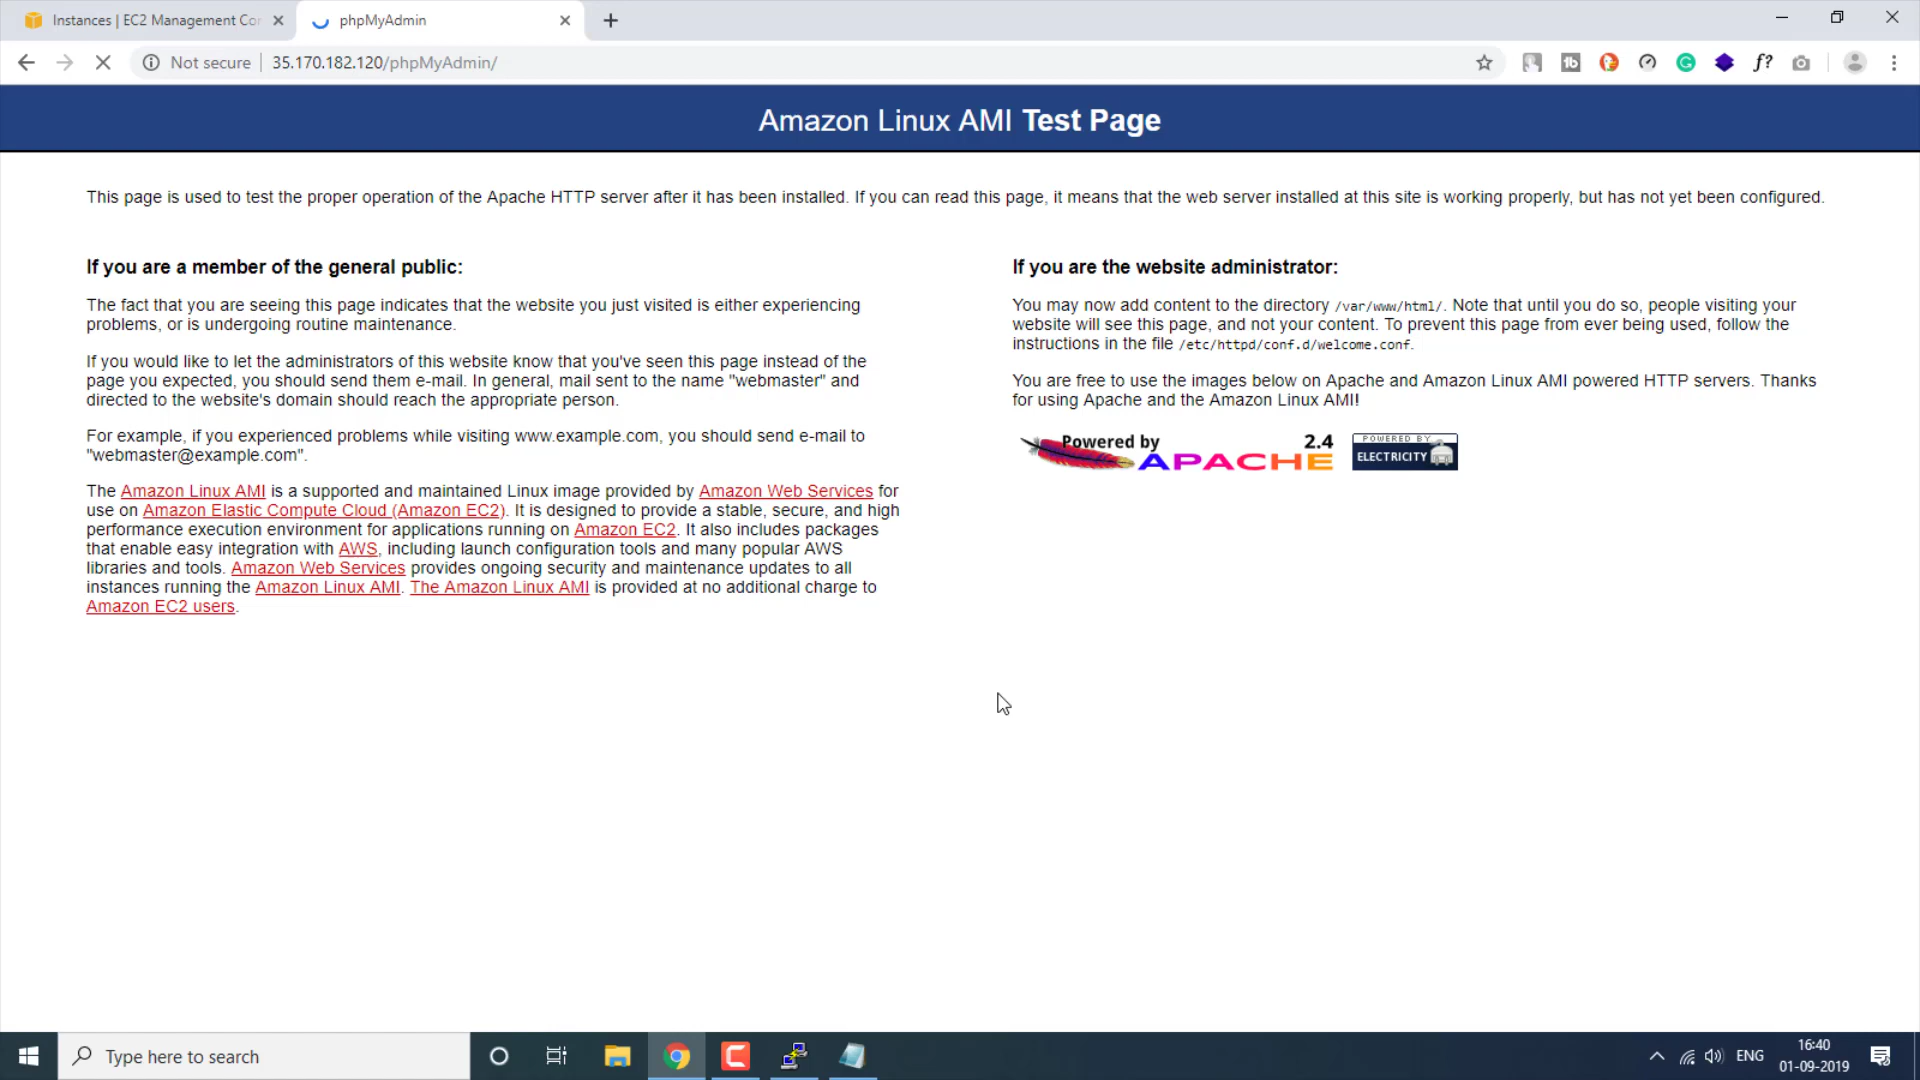 Instances | EC2 Management Con
phpMyAdmin
Not secure
35.170.182.120/phpMyAdmin/
tb
G
f?
Amazon Linux AMI Test Page
This page is used to test the proper operation of the Apache HTTP server after it has been installed. If you can read this page, it means that the web server installed at this site is working properly, but has not yet been configured.
If you are a member of the general public:
The fact that you are seeing this page indicates that the website you just visited is either experiencing
problems, or is undergoing routine maintenance.
If you would like to let the administrators of this website know that you've seen this page instead of the
page you expected, you should send them e-mail. In general, mail sent to the name "webmaster" and
directed to the website's domain should reach the appropriate person.
For example, if you experienced problems while visiting www.example.com, you should send e-mail to
"webmaster@example.com".
The Amazon Linux AMI is a supported and maintained Linux image provided by Amazon Web Services for
use on Amazon Elastic Compute Cloud (Amazon EC2). It is designed to provide a stable, secure, and high
performance execution environment for applications running on Amazon EC2. It also includes packages
that enable easy integration with AWS, including launch configuration tools and many popular AWS
libraries and tools. Amazon Web Services provides ongoing security and maintenance updates to all
instances running the Amazon Linux AMI. The Amazon Linux AMI is provided at no additional charge to
Amazon EC2 users.
If you are the website administrator:
You may now add content to the directory /var/www/html/. Note that until you do so, people visiting your
website will see this page, and not your content. To prevent this page from ever being used, follow the
instructions in the file /etc/httpd/conf.d/welcome.conf.
You are free to use the images below on Apache and Amazon Linux AMI powered HTTP servers. Thanks
for using Apache and the Amazon Linux AMI!
Powered by 2.4
APACHE
POWERED BY
ELECTRICITY
Type here to search
ENG
16:40
01-09-2019